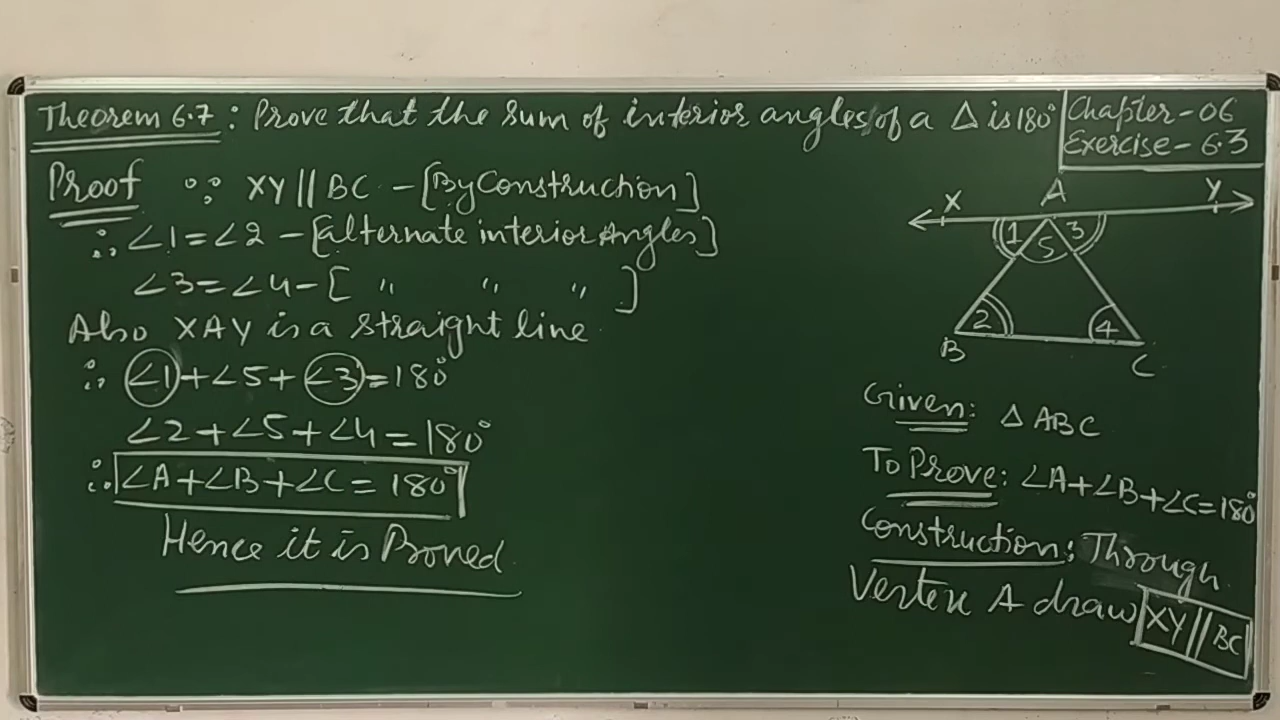 Theorem 6.7 : Prove that the sum of interior angles of a △ is 180°
Chapter - 06
Exercise - 6.3
Proof ∵ XY || BC - [By Construction]
∴ ∠1 = ∠2 - [alternate interior Angles]
∠3 = ∠4 - [ " " " ]
Also XAY is a straight line
∴ ∠1 + ∠5 + ∠3 = 180°
∠2 + ∠5 + ∠4 = 180°
∴ ∠A + ∠B + ∠C = 180°
Hence it is Proved
X A Y
1 5 3
2 4
B C
Given: △ ABC
To Prove: ∠A + ∠B + ∠C = 180°
Construction: Through
Vertex A draw XY || BC